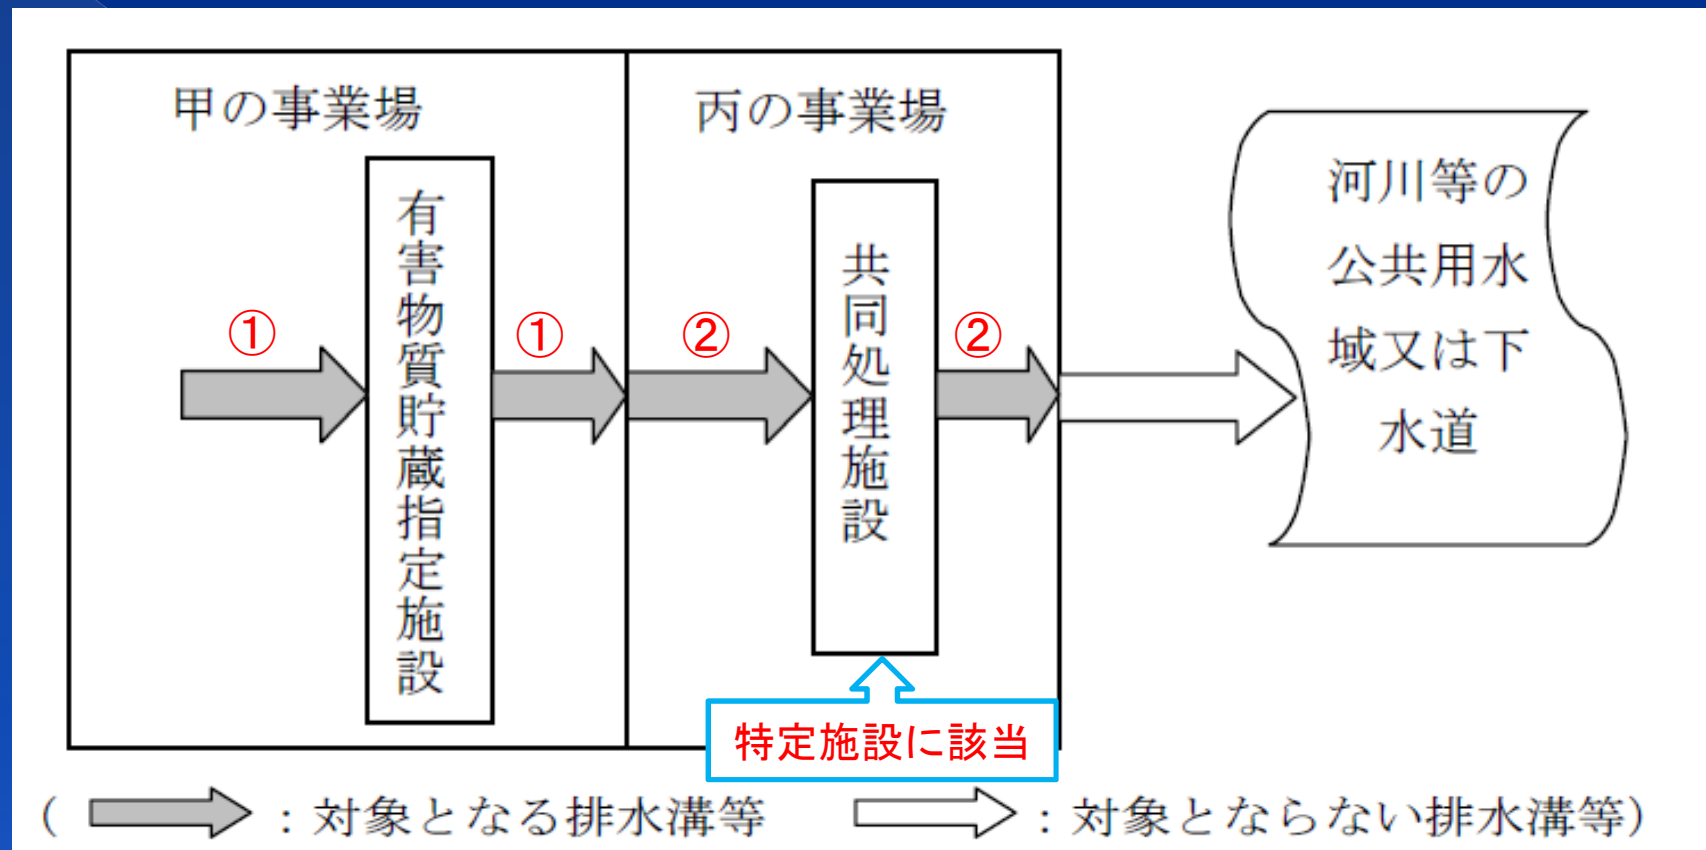 甲の事業場
丙の事業場
有害物質貯蔵指定施設
共同処理施設
①
①
②
②
河川等の
公共用水
域又は下
水道
特定施設に該当
( : 対象となる排水溝等 : 対象とならない排水溝等)